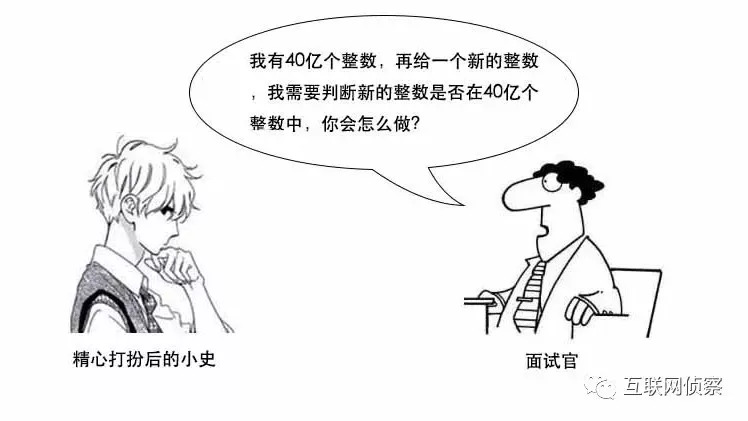 我有40亿个整数，再给一个新的整数
，我需要判断新的整数是否在40亿个
整数中，你会怎么做?
精心打扮后的小史
面试官
互联网侦察